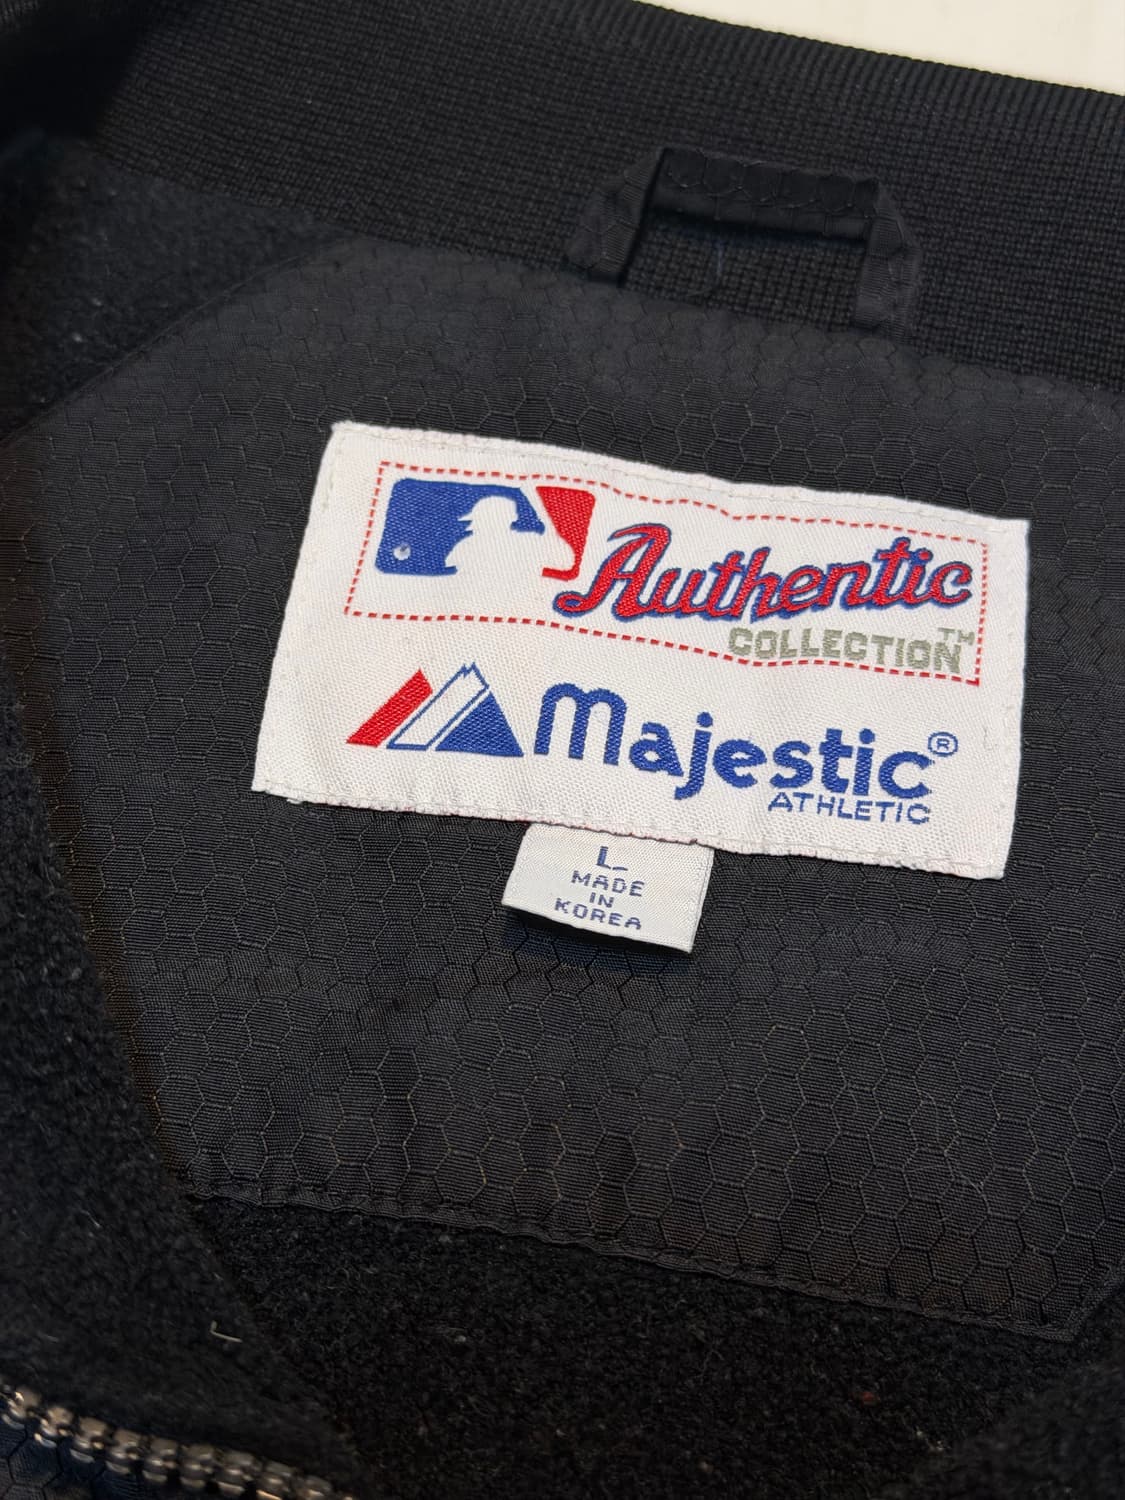 Authentic
COLLECTION™
Majestic®
ATHLETIC
L
MADE
IN
KOREA